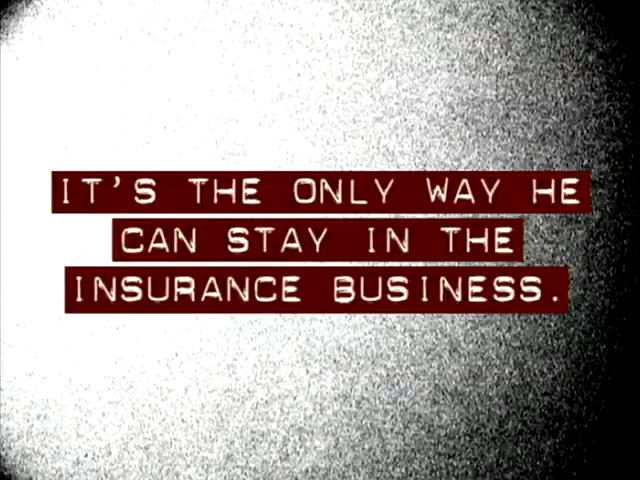 IT'S THE ONLY WAY HE
CAN STAY IN THE
INSURANCE BUSINESS.